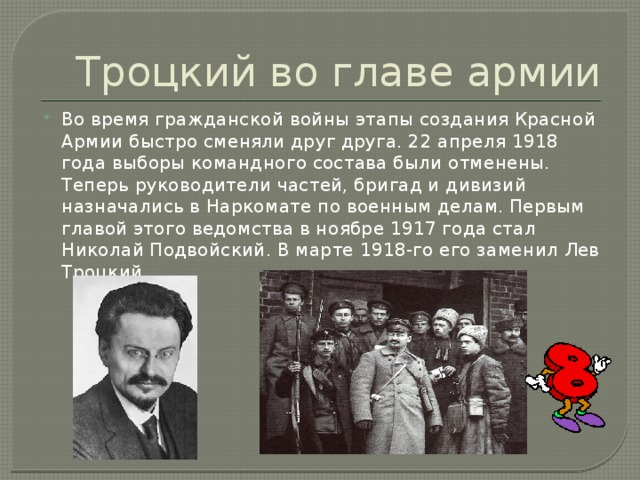 Троцкий во главе армии
Во время гражданской войны этапы создания Красной
Армии быстро сменяли друг друга. 22 апреля 1918
года выборы командного состава были отменены.
Теперь руководители частей, бригад и дивизий
назначались в Наркомате по военным делам. Первым
главой этого ведомства в ноябре 1917 года стал
Николай Подвойский. В марте 1918-го его заменил Лев
Троцкий.
8